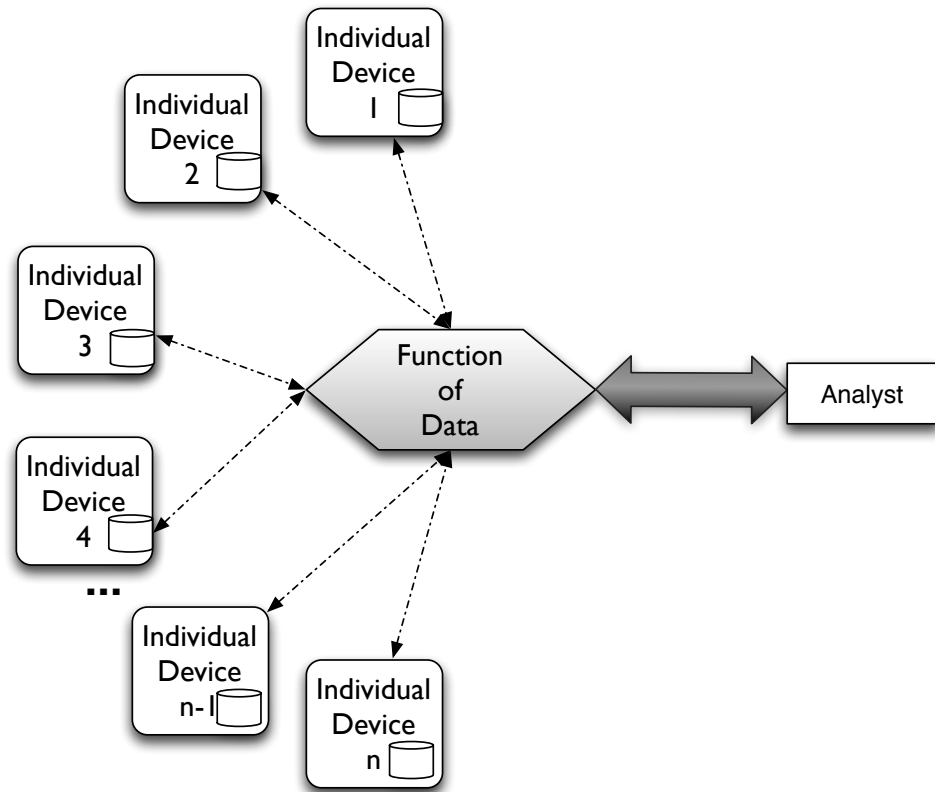 Individual
Device
1
Individual
Device
2
Individual
Device
3
Individual
Device
4
...
Individual
Device
n-1
Individual
Device
n
Function
of
Data
Analyst